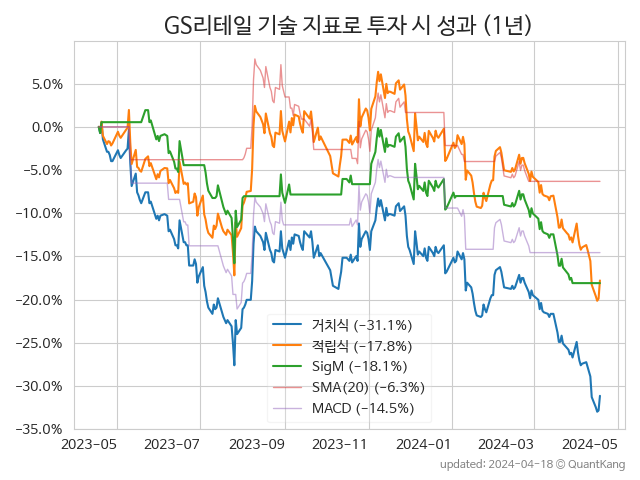 GS리테일 기술 지표로 투자 시 성과 (1년)
5.0%
0.0%
−5.0%
−10.0%
−15.0%
−20.0%
−25.0%
−30.0%
−35.0%
거치식 (−31.1%)
적립식 (−17.8%)
SigM (−18.1%)
SMA(20) (−6.3%)
MACD (−14.5%)
2023-05 2023-07 2023-09 2023-11 2024-01 2024-03 2024-05
updated: 2024-04-18 © QuantKang